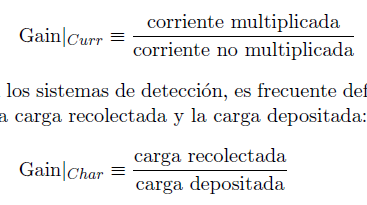 Gain|Curr ≡ corriente multiplicada / corriente no multiplicada
los sistemas de detección, es frecuente
carga recolectada y la carga depositada:
Gain|Char ≡ carga recolectada / carga depositada